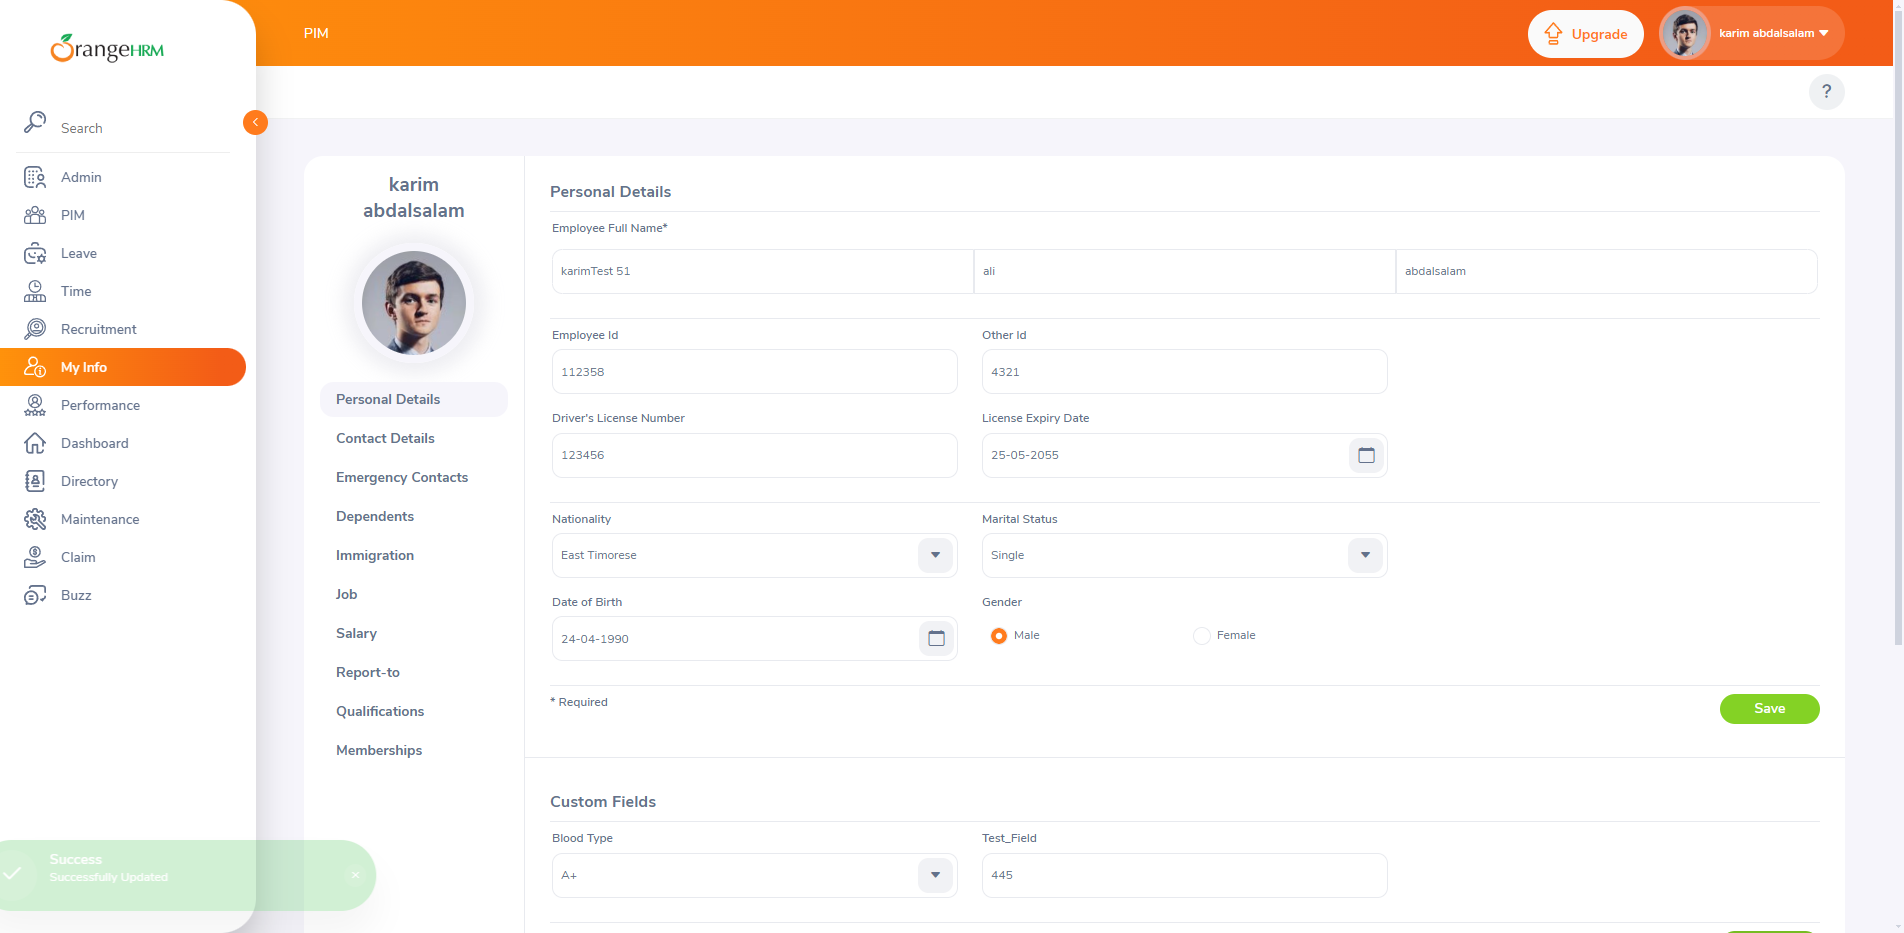 OrangeHRM
Search
Admin
PIM
Leave
Time
Recruitment
My Info
Performance
Dashboard
Directory
Maintenance
Claim
Buzz
PIM
Upgrade
karim abdalsalam
?
karim
abdalsalam
Personal Details
Contact Details
Emergency Contacts
Dependents
Immigration
Job
Salary
Report-to
Qualifications
Memberships
Personal Details
Employee Full Name*
karimTest 51 ali abdalsalam
Employee Id Other Id
112358 4321
Driver's License Number License Expiry Date
123456 25-05-2055
Nationality Marital Status
East Timorese Single
Date of Birth Gender
24-04-1990 Male Female
* Required
Save
Custom Fields
Blood Type Test_Field
A+ 445
Success
Successfully Updated